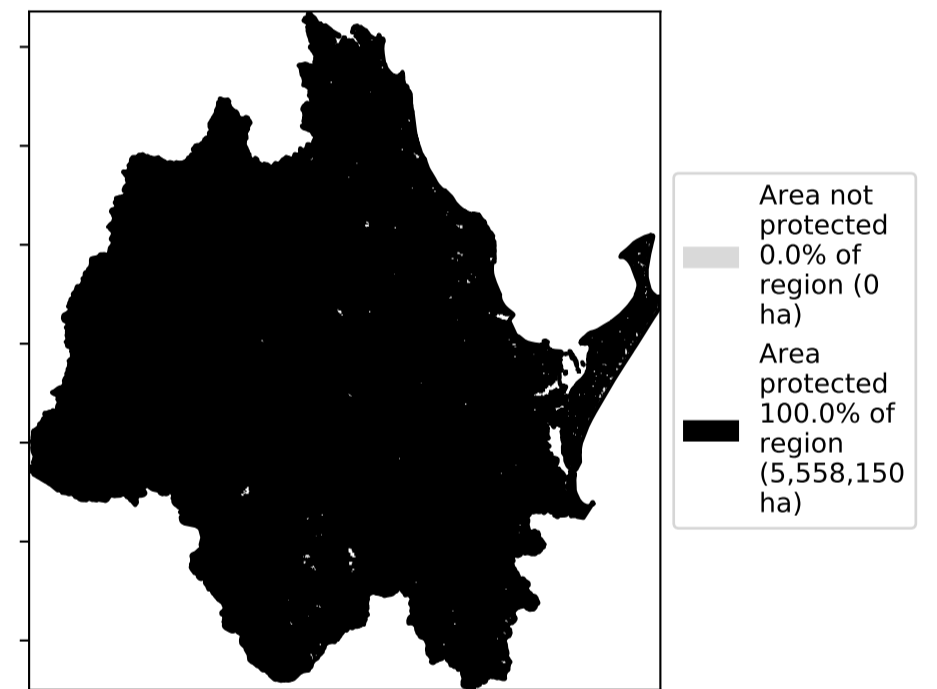 Area not
protected
0.0% of
region (0
ha)
Area
protected
100.0% of
region
(5,558,150
ha)